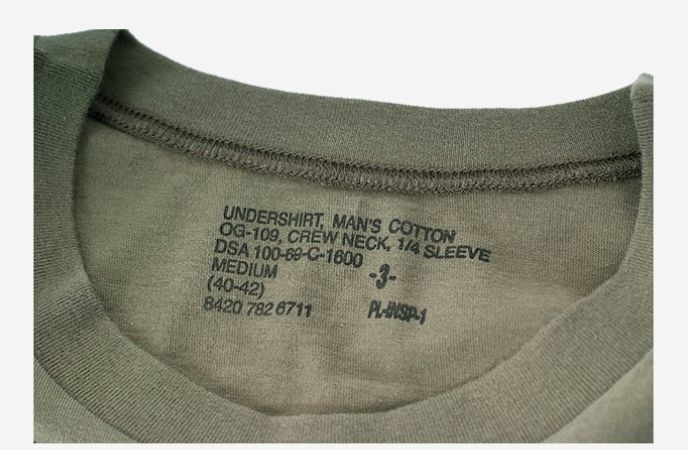 UNDERSHIRT, MAN'S COTTON
OG-109, CREW NECK, 1/4 SLEEVE
DSA 100-69-C-1600
MEDIUM -3-
(40-42)
8420 782 6711 PL-INSP-1